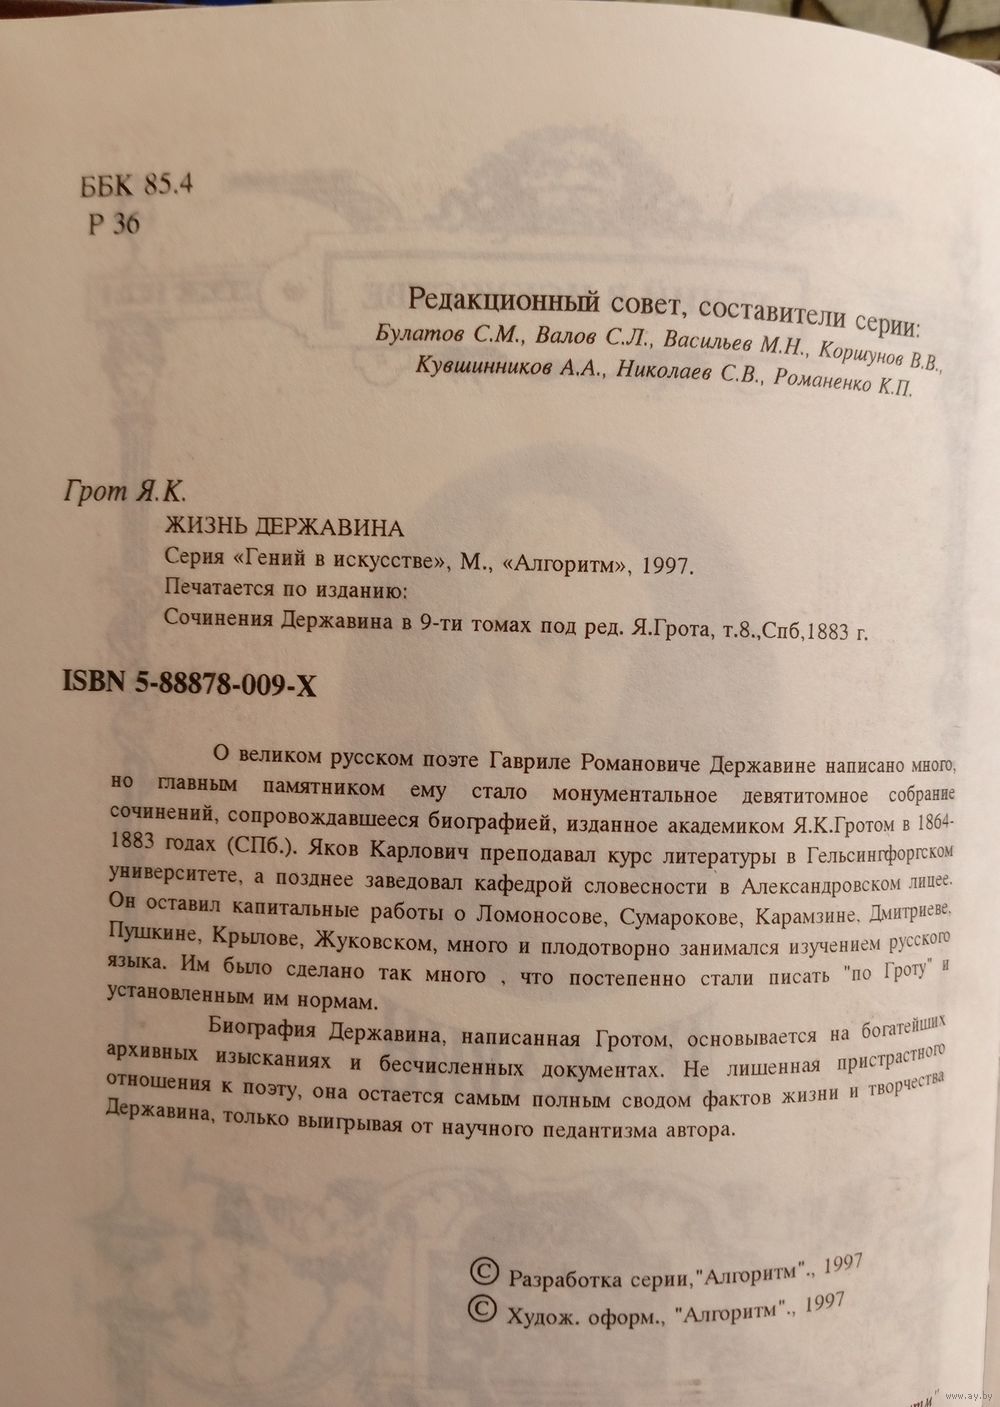 ББК 85.4
Р 36
Редакционный совет, составители серии:
Булатов С.М., Валов С.Л., Васильев М.Н., Коршунов В.В.,
Кувшинников А.А., Николаев С.В., Романенко К.П.
Грот Я.К.
ЖИЗНЬ ДЕРЖАВИНА
Серия «Гений в искусстве», М., «Алгоритм», 1997.
Печатается по изданию:
Сочинения Державина в 9-ти томах под ред. Я.Грота, т.8.,Спб,1883 г.
ISBN 5-88878-009-X
О великом русском поэте Гавриле Романовиче Державине написано много,
но главным памятником ему стало монументальное девятитомное собрание
сочинений, сопровождавшееся биографией, изданное академиком Я.К.Гротом в 1864-
1883 годах (СПб.). Яков Карлович преподавал курс литературы в Гельсингфоргском
университете, а позднее заведовал кафедрой словесности в Александровском лицее.
Он оставил капитальные работы о Ломоносове, Сумарокове, Карамзине, Дмитриеве,
Пушкине, Крылове, Жуковском, много и плодотворно занимался изучением русского
языка. Им было сделано так много , что постепенно стали писать "по Гроту" и
установленным им нормам.
Биография Державина, написанная Гротом, основывается на богатейших
архивных изысканиях и бесчисленных документах. Не лишенная пристрастного
отношения к поэту, она остается самым полным сводом фактов жизни и творчества
Державина, только выигрывая от научного педантизма автора.
© Разработка серии,"Алгоритм"., 1997
© Худож. оформ., "Алгоритм"., 1997
www.ay.by